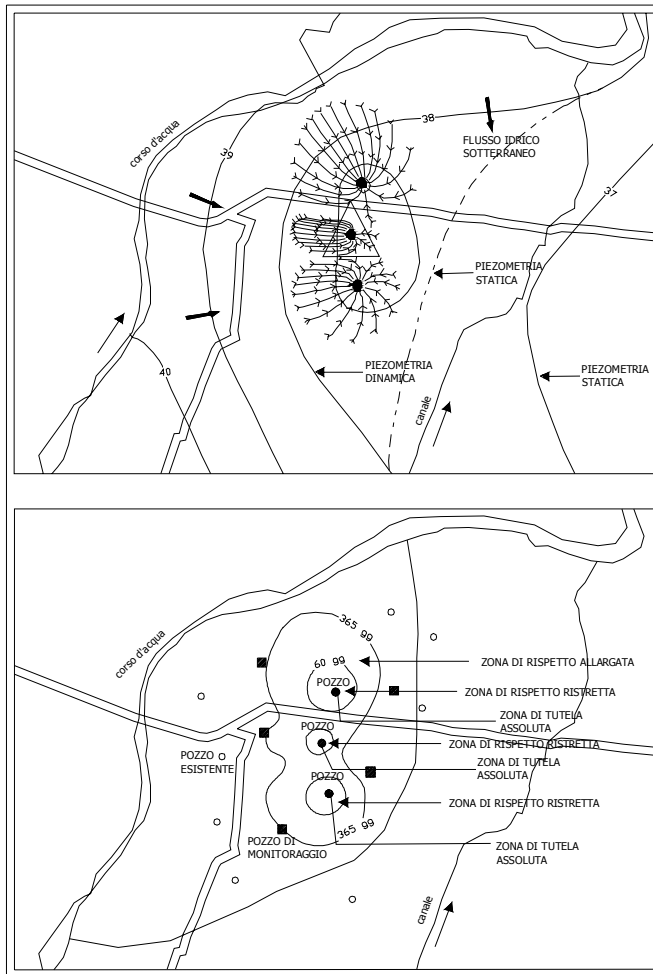 corso d'acqua
38
39
FLUSSO IDRICO
SOTTERRANEO
37
PIEZOMETRIA
STATICA
PIEZOMETRIA
DINAMICA
PIEZOMETRIA
STATICA
40
canale
365 gg
corso d'acqua
60 gg
ZONA DI RISPETTO ALLARGATA
POZZO
ZONA DI RISPETTO RISTRETTA
ZONA DI TUTELA
ASSOLUTA
POZZO
ZONA DI RISPETTO RISTRETTA
POZZO
ESISTENTE
ZONA DI TUTELA
ASSOLUTA
POZZO
ZONA DI RISPETTO RISTRETTA
365 gg
POZZO DI
MONITORAGGIO
ZONA DI TUTELA
ASSOLUTA
canale